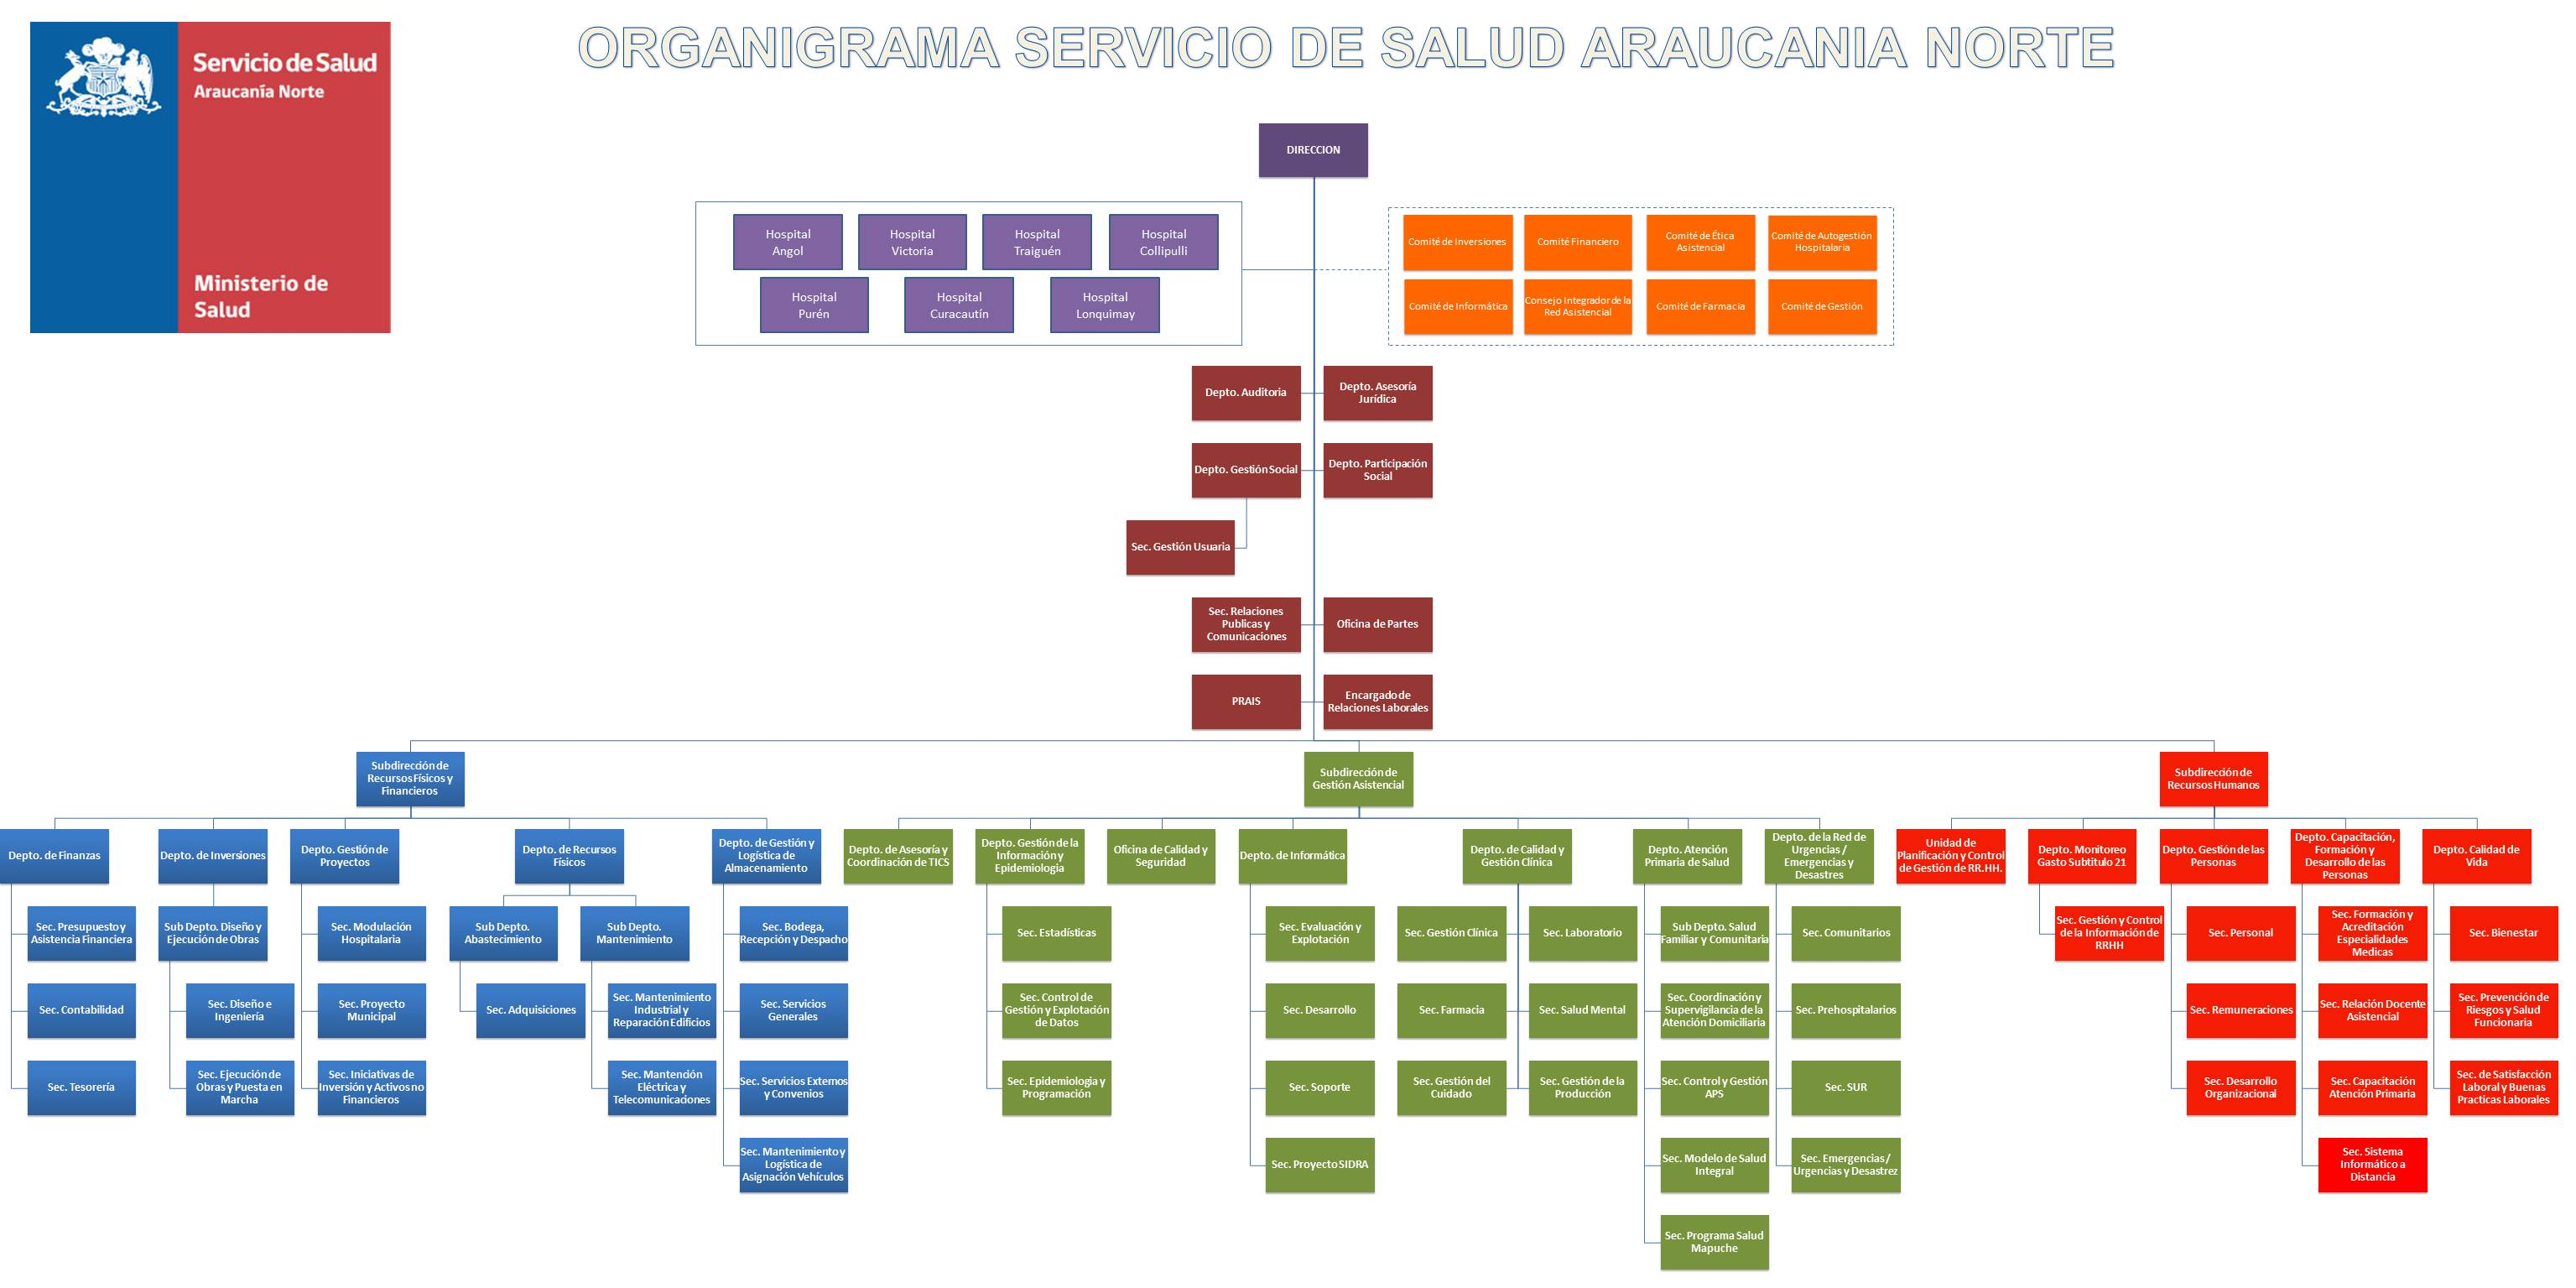 Servicio de Salud
Araucanía Norte
Ministerio de
Salud
ORGANIGRAMA SERVICIO DE SALUD ARAUCANIA NORTE
DIRECCION
Hospital
Angol
Hospital
Victoria
Hospital
Traiguén
Hospital
Collipulli
Hospital
Purén
Hospital
Curacautín
Hospital
Lonquimay
Comité de Inversiones
Comité Financiero
Comité de Ética
Asistencial
Comité de Autogestión
Hospitalaria
Comité de Informática
Consejo Integrador de la
Red Asistencial
Comité de Farmacia
Comité de Gestión
Depto. Auditoria
Depto. Asesoría
Jurídica
Depto. Gestión Social
Depto. Participación
Social
Sec. Gestión Usuaria
Sec. Relaciones
Publicas y
Comunicaciones
Oficina de Partes
PRAIS
Encargado de
Relaciones Laborales
Subdirección de
Recursos Físicos y
Financieros
Subdirección de
Gestión Asistencial
Subdirección de
Recursos Humanos
Depto. de Finanzas
Depto. de Inversiones
Depto. Gestión de
Proyectos
Depto. de Recursos
Físicos
Depto. de Gestión y
Logística de
Almacenamiento
Depto. de Asesoría y
Coordinación de TICS
Depto. Gestión de la
Información y
Epidemiologia
Oficina de Calidad y
Seguridad
Depto. de Informática
Depto. de Calidad y
Gestión Clínica
Depto. Atención
Primaria de Salud
Depto. de la Red de
Urgencias /
Emergencias y
Desastres
Unidad de
Planificación y Control
de Gestión de RR.HH.
Depto. Monitoreo
Gasto Subtitulo 21
Depto. Gestión de las
Personas
Depto. Capacitación,
Formación y
Desarrollo de las
Personas
Depto. Calidad de
Vida
Sec. Presupuesto y
Asistencia Financiera
Sub Depto. Diseño y
Ejecución de Obras
Sec. Modulación
Hospitalaria
Sub Depto.
Abastecimiento
Sub Depto.
Mantenimiento
Sec. Bodega,
Recepción y Despacho
Sec. Estadísticas
Sec. Evaluación y
Explotación
Sec. Gestión Clínica
Sec. Laboratorio
Sub Depto. Salud
Familiar y Comunitaria
Sec. Comunitarios
Sec. Gestión y Control
de la Información de
RRHH
Sec. Personal
Sec. Formación y
Acreditación
Especialidades
Medicas
Sec. Bienestar
Sec. Contabilidad
Sec. Diseño e
Ingeniería
Sec. Proyecto
Municipal
Sec. Adquisiciones
Sec. Mantenimiento
Industrial y
Reparación Edificios
Sec. Servicios
Generales
Sec. Control de
Gestión y Explotación
de Datos
Sec. Desarrollo
Sec. Farmacia
Sec. Salud Mental
Sec. Coordinación y
Supervigilancia de la
Atención Domiciliaria
Sec. Prehospitalarios
Sec. Remuneraciones
Sec. Relación Docente
Asistencial
Sec. Prevención de
Riesgos y Salud
Funcionaria
Sec. Tesorería
Sec. Ejecución de
Obras y Puesta en
Marcha
Sec. Iniciativas de
Inversión y Activos no
Financieros
Sec. Mantención
Eléctrica y
Telecomunicaciones
Sec. Servicios Externos
y Convenios
Sec. Epidemiologia y
Programación
Sec. Soporte
Sec. Gestión del
Cuidado
Sec. Gestión de la
Producción
Sec. Control y Gestión
APS
Sec. SUR
Sec. Desarrollo
Organizacional
Sec. Capacitación
Atención Primaria
Sec. de Satisfacción
Laboral y Buenas
Practicas Laborales
Sec. Mantenimiento y
Logística de
Asignación Vehículos
Sec. Proyecto SIDRA
Sec. Modelo de Salud
Integral
Sec. Emergencias /
Urgencias y Desastrez
Sec. Sistema
Informático a
Distancia
Sec. Programa Salud
Mapuche